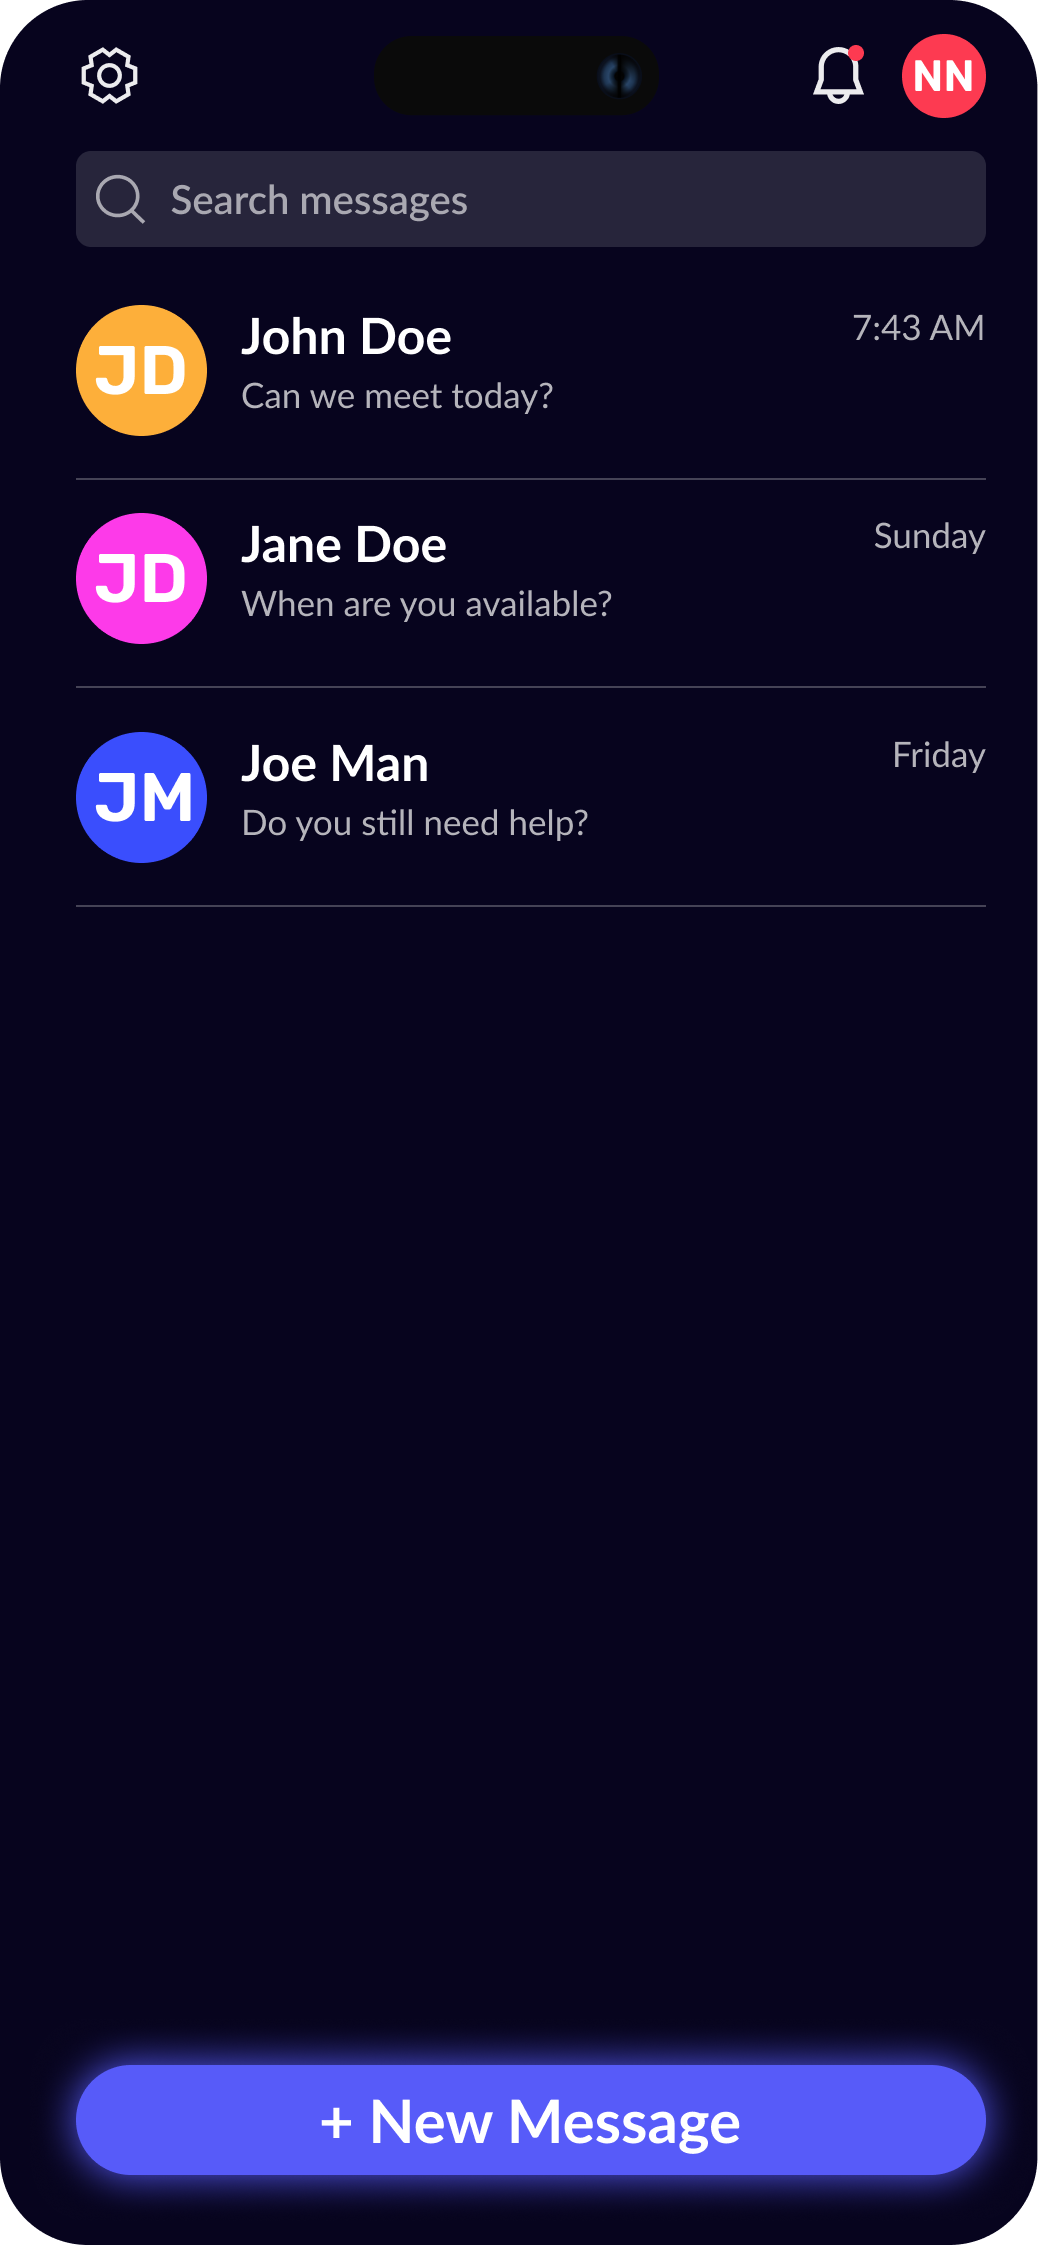 NN
Search messages
JD
John Doe
7:43 AM
Can we meet today?
JD
Jane Doe
Sunday
When are you available?
JM
Joe Man
Friday
Do you still need help?
+ New Message